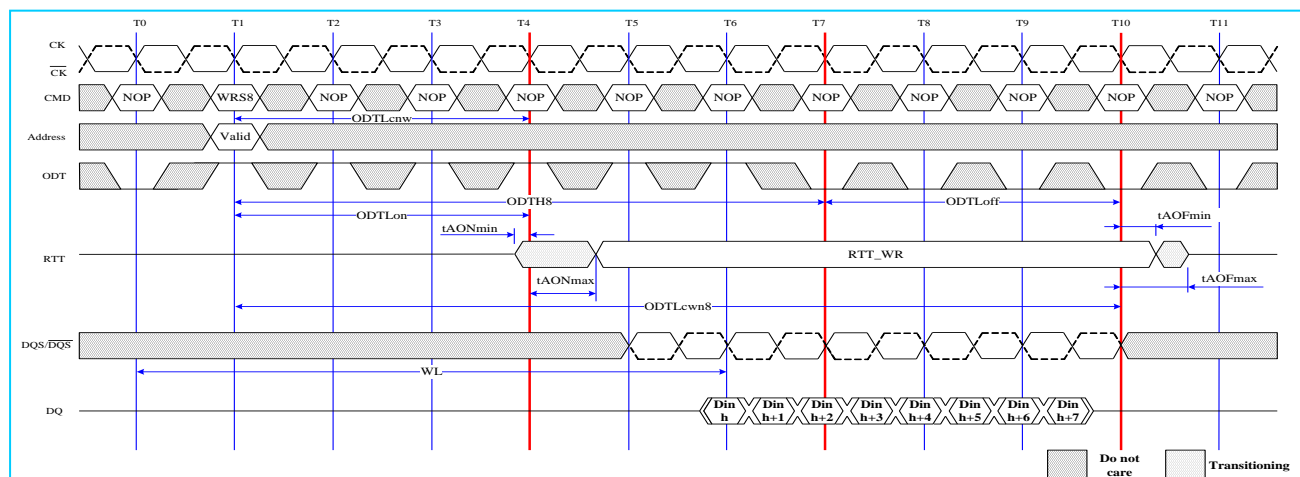 T0 T1 T2 T3 T4 T5 T6 T7 T8 T9 T10 T11
CK
CK
CMD NOP WRS8 NOP NOP NOP NOP NOP NOP NOP NOP NOP NOP
ODTLcnw
Address Valid
ODT
ODTH8 ODTLoff
ODTLon tAOFmin
tAONmin
RTT RTT_WR
tAONmax tAOFmax
ODTLcwn8
DQS/DQS
WL
DQ Din Din Din Din Din Din Din Din
h h+1 h+2 h+3 h+4 h+5 h+6 h+7
Do not Transitioning
care